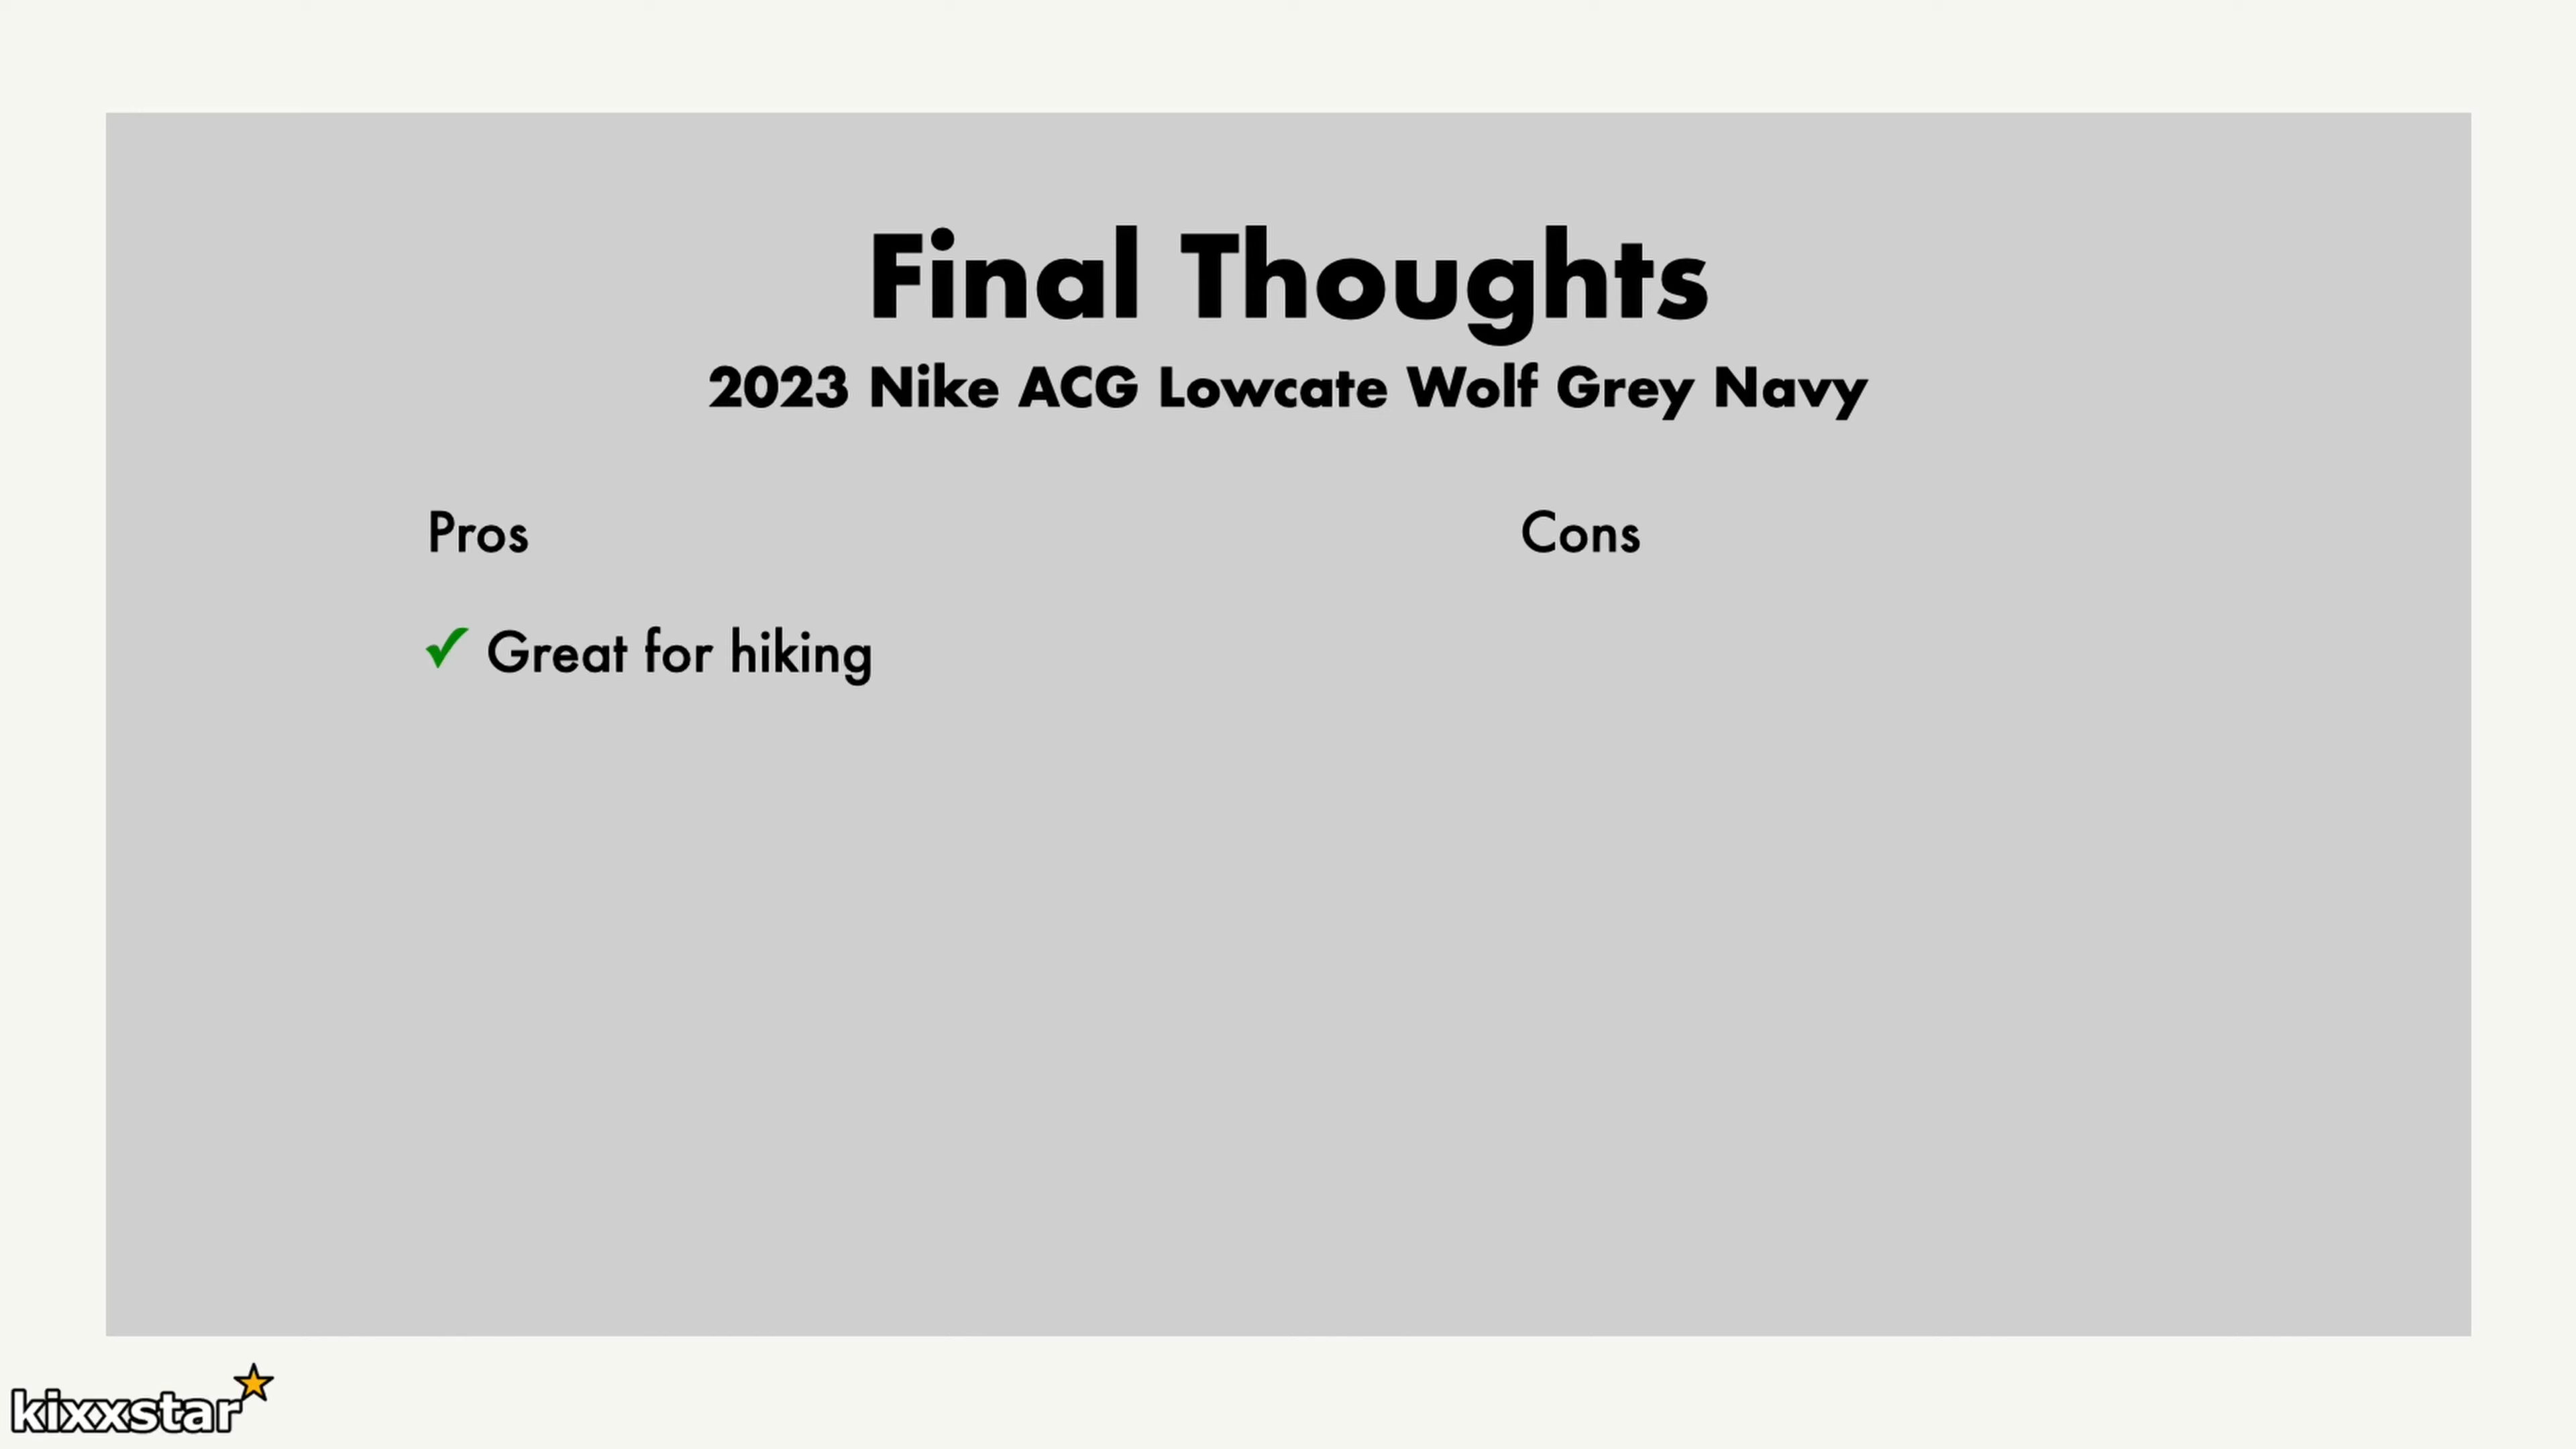 Final Thoughts
2023 Nike ACG Lowcate Wolf Grey Navy
Pros
Cons
✓ Great for hiking
kixxstar